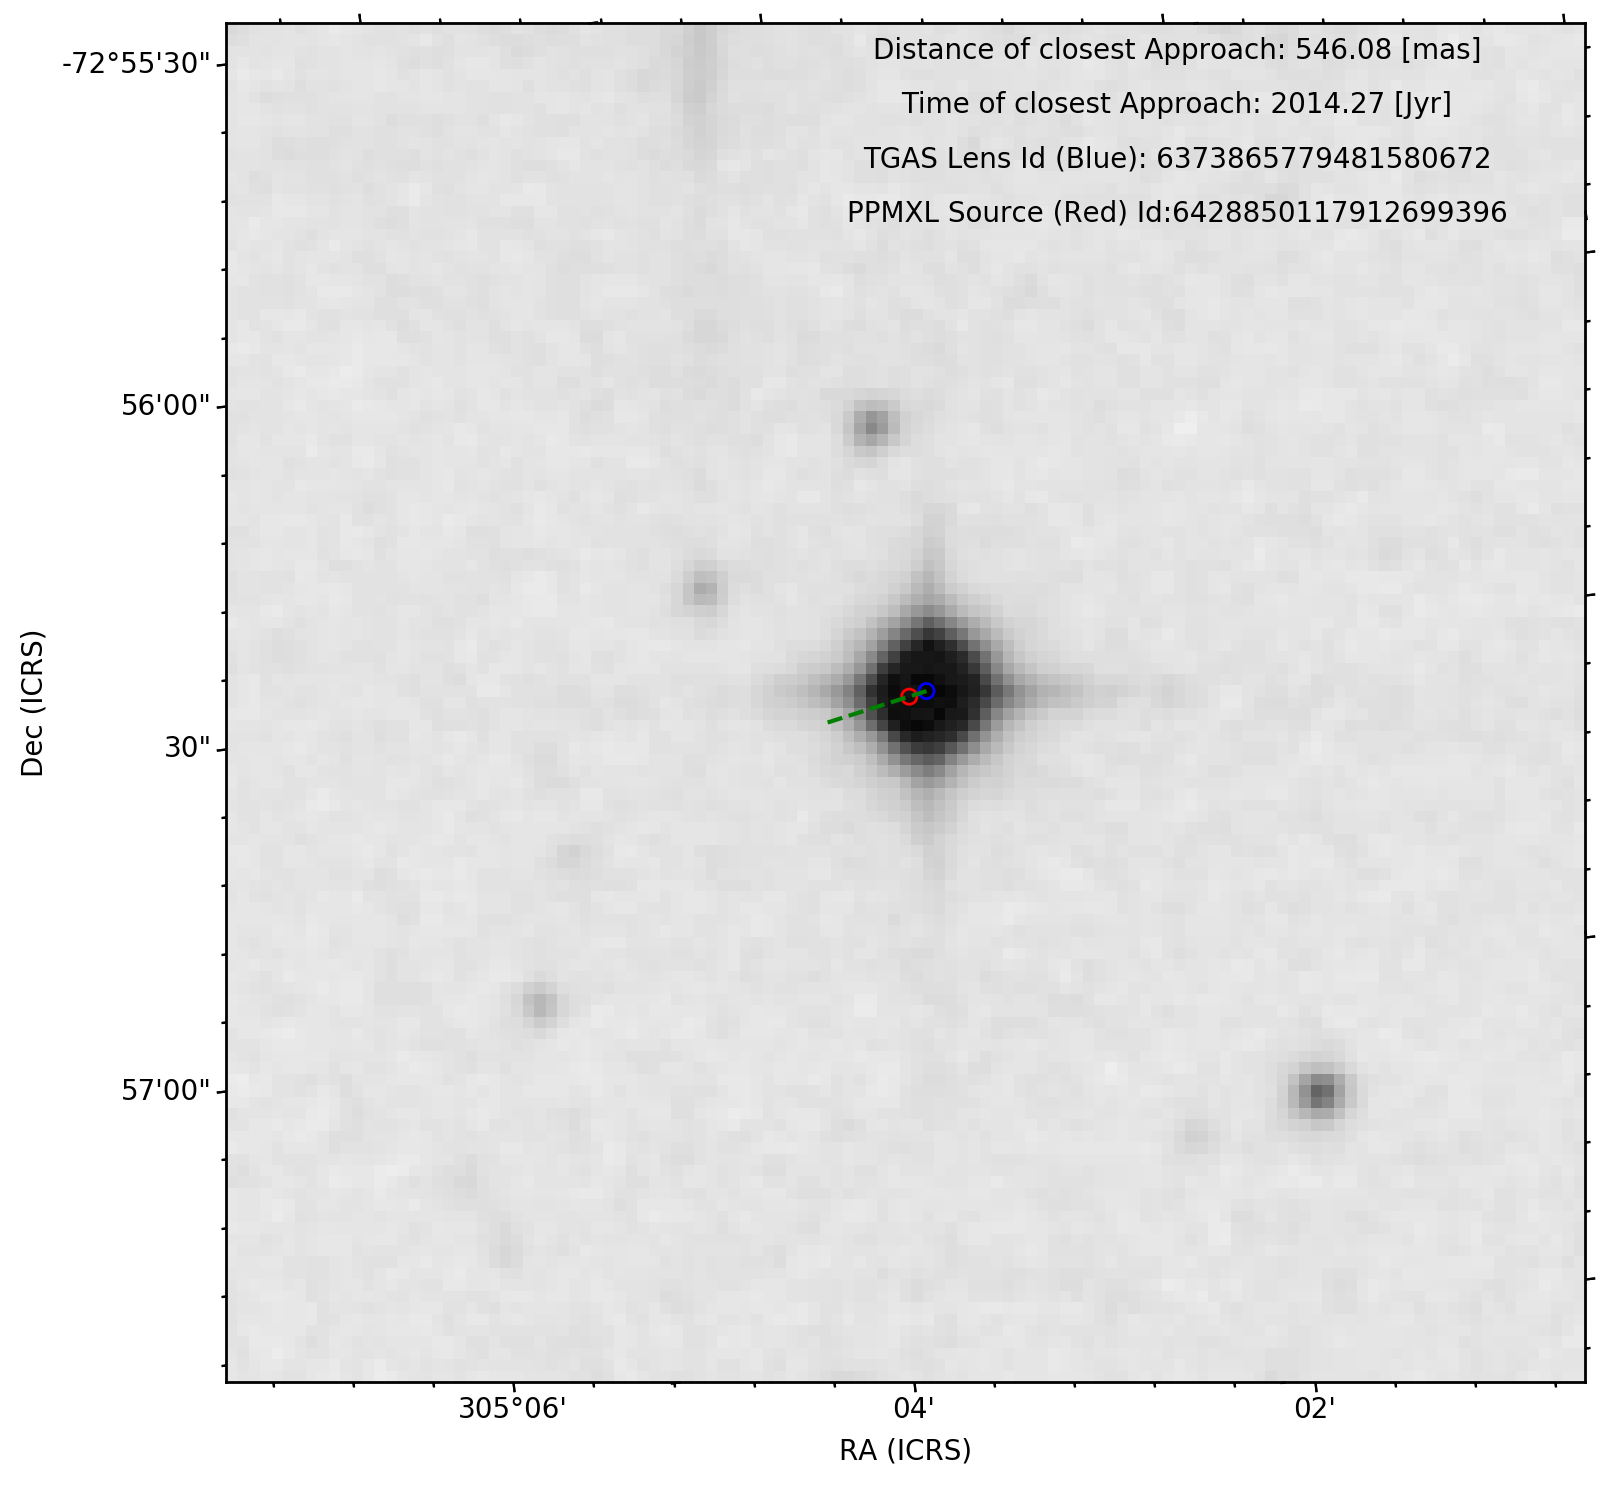 Distance of closest Approach: 546.08 [mas]
Time of closest Approach: 2014.27 [Jyr]
TGAS Lens Id (Blue): 6373865779481580672
PPMXL Source (Red) Id:6428850117912699396
-72°55'30"
56'00"
30"
57'00"
Dec (ICRS)
305°06'
04'
02'
RA (ICRS)